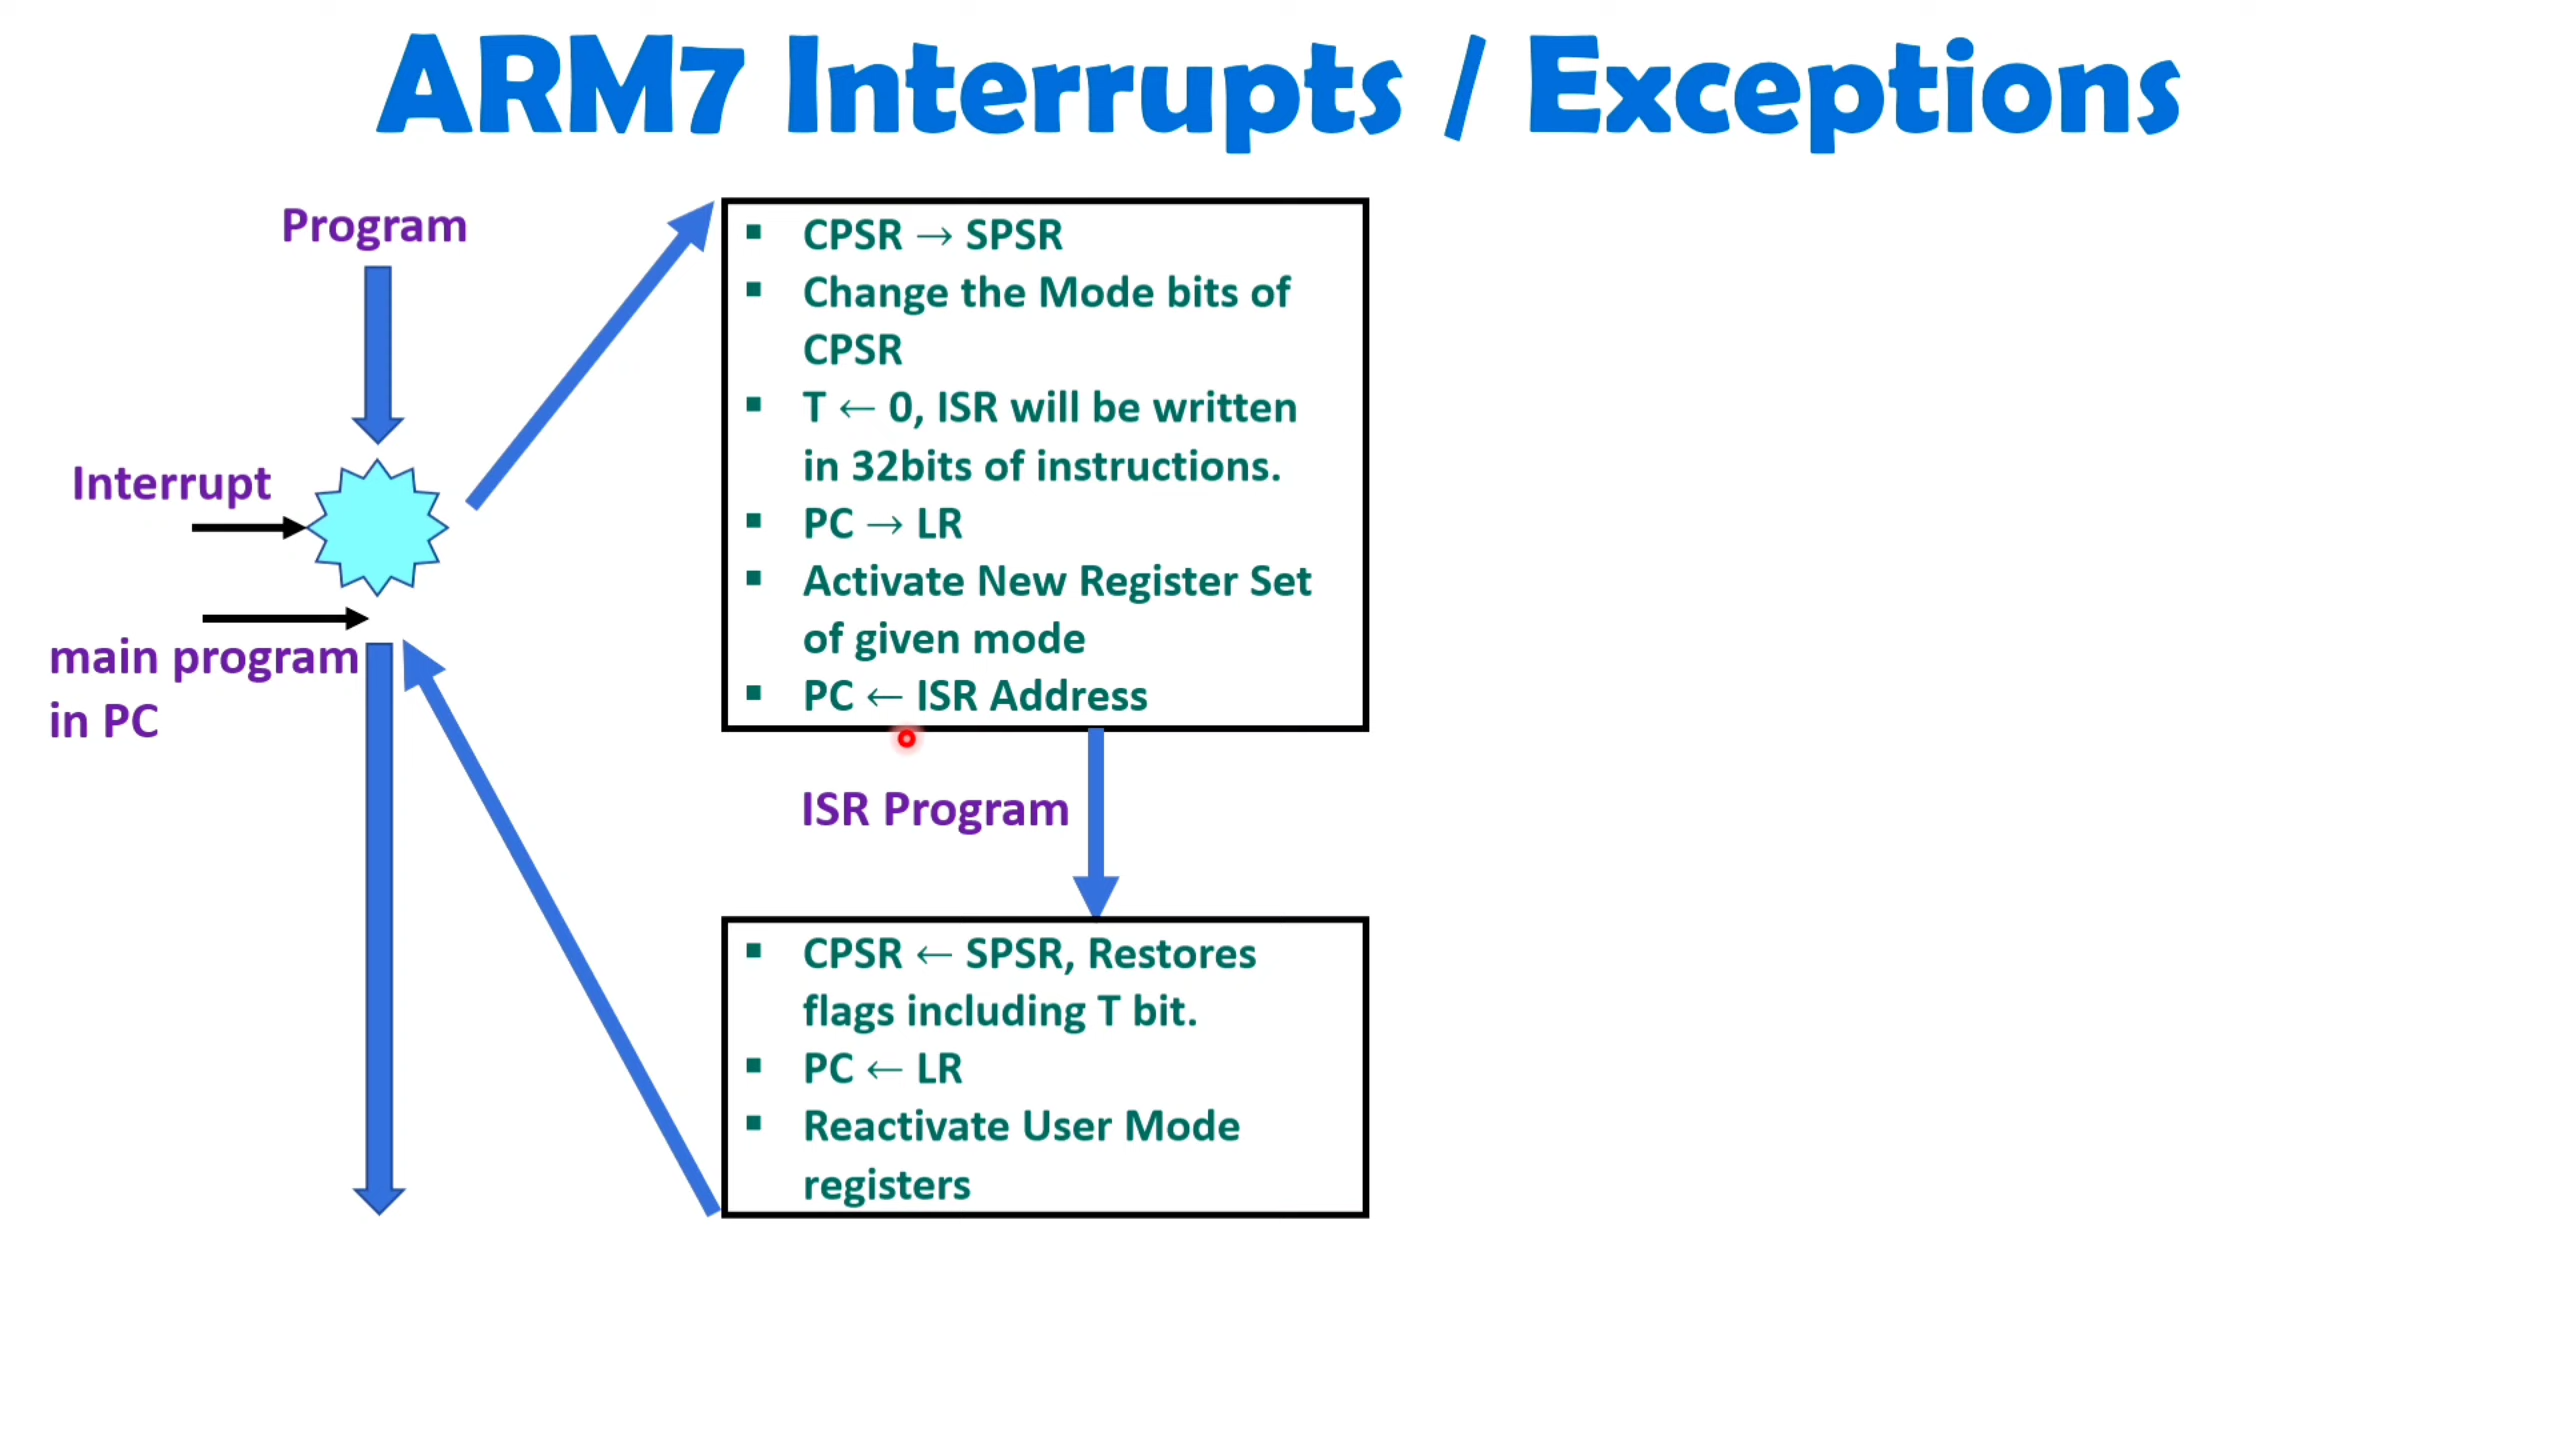 ARM7 Interrupts / Exceptions
Program
Interrupt
main program
in PC
▪ CPSR → SPSR
▪ Change the Mode bits of
CPSR
▪ T ← 0, ISR will be written
in 32bits of instructions.
▪ PC → LR
▪ Activate New Register Set
of given mode
▪ PC ← ISR Address
ISR Program
▪ CPSR ← SPSR, Restores
flags including T bit.
▪ PC ← LR
▪ Reactivate User Mode
registers